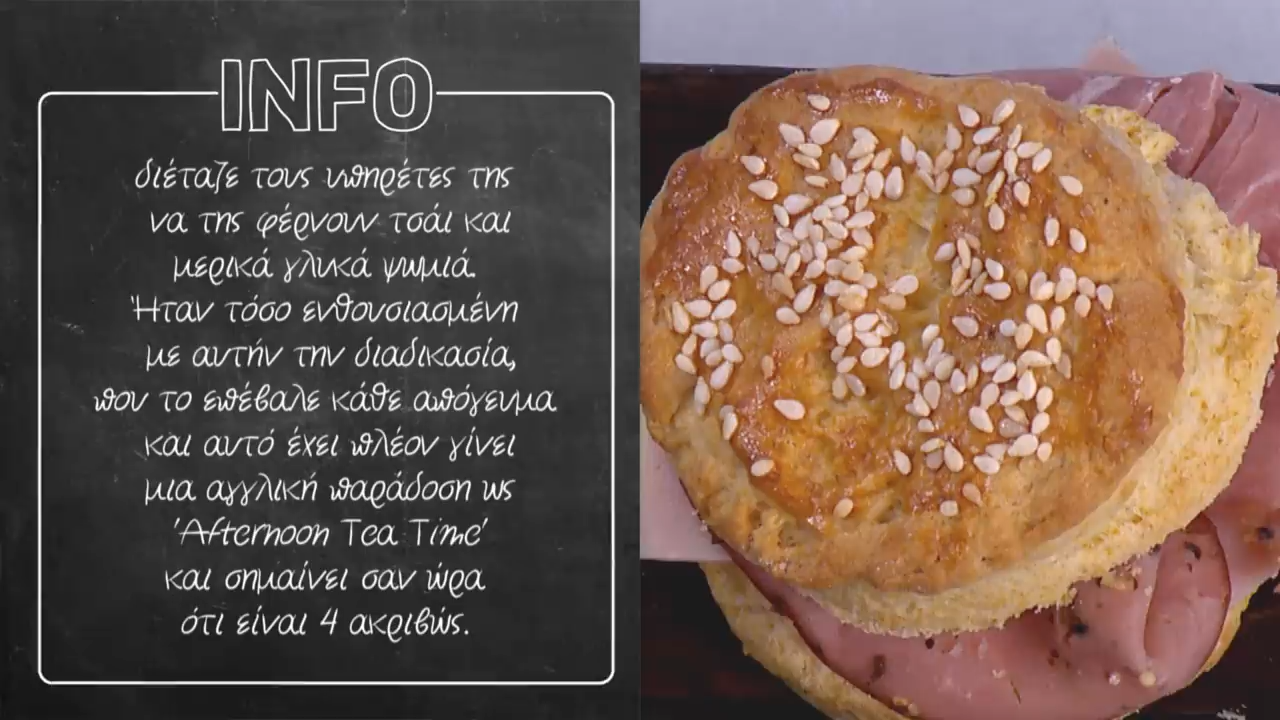 INFO
διέταζε τους υπηρέτες της
να της φέρνουν τσάι και
μερικά γλυκά ψωμιά.
Ήταν τόσο ενθουσιασμένη
με αυτήν την διαδικασία,
που το επέβαλε κάθε απόγευμα
και αυτό έχει πλέον γίνει
μια αγγλική παράδοση ως
'Afternoon Tea Time'
και σημαίνει σαν ώρα
ότι είναι 4 ακριβώς.